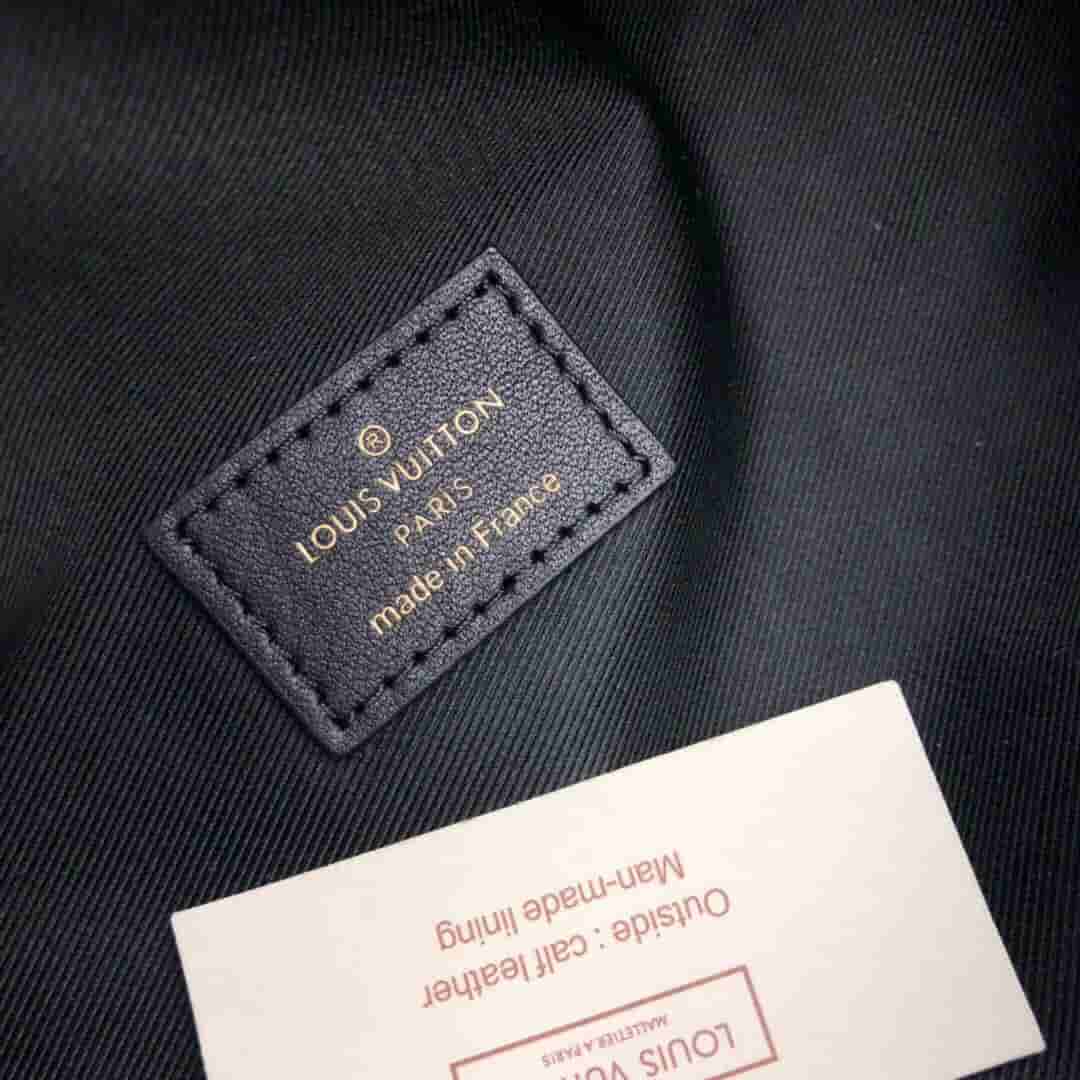 ®
LOUIS VUITTON
PARIS
made in France
LOUIS VU
MALLETIER A PARIS
Outside : calf leather
Man-made lining